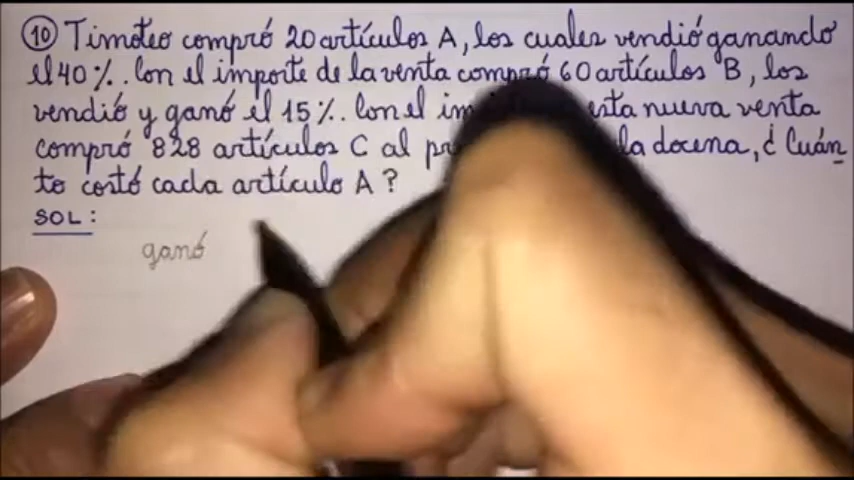 10 Timoteo compró 20 artículos A, los cuales vendió ganando
el 40%. Con el importe de la venta compró 60 artículos B, los
vendió y ganó el 15%. Con el nueva venta
compró 828 artículos C al la docena, ¿Cuán
to costó cada artículo A?
SOL:
ganó